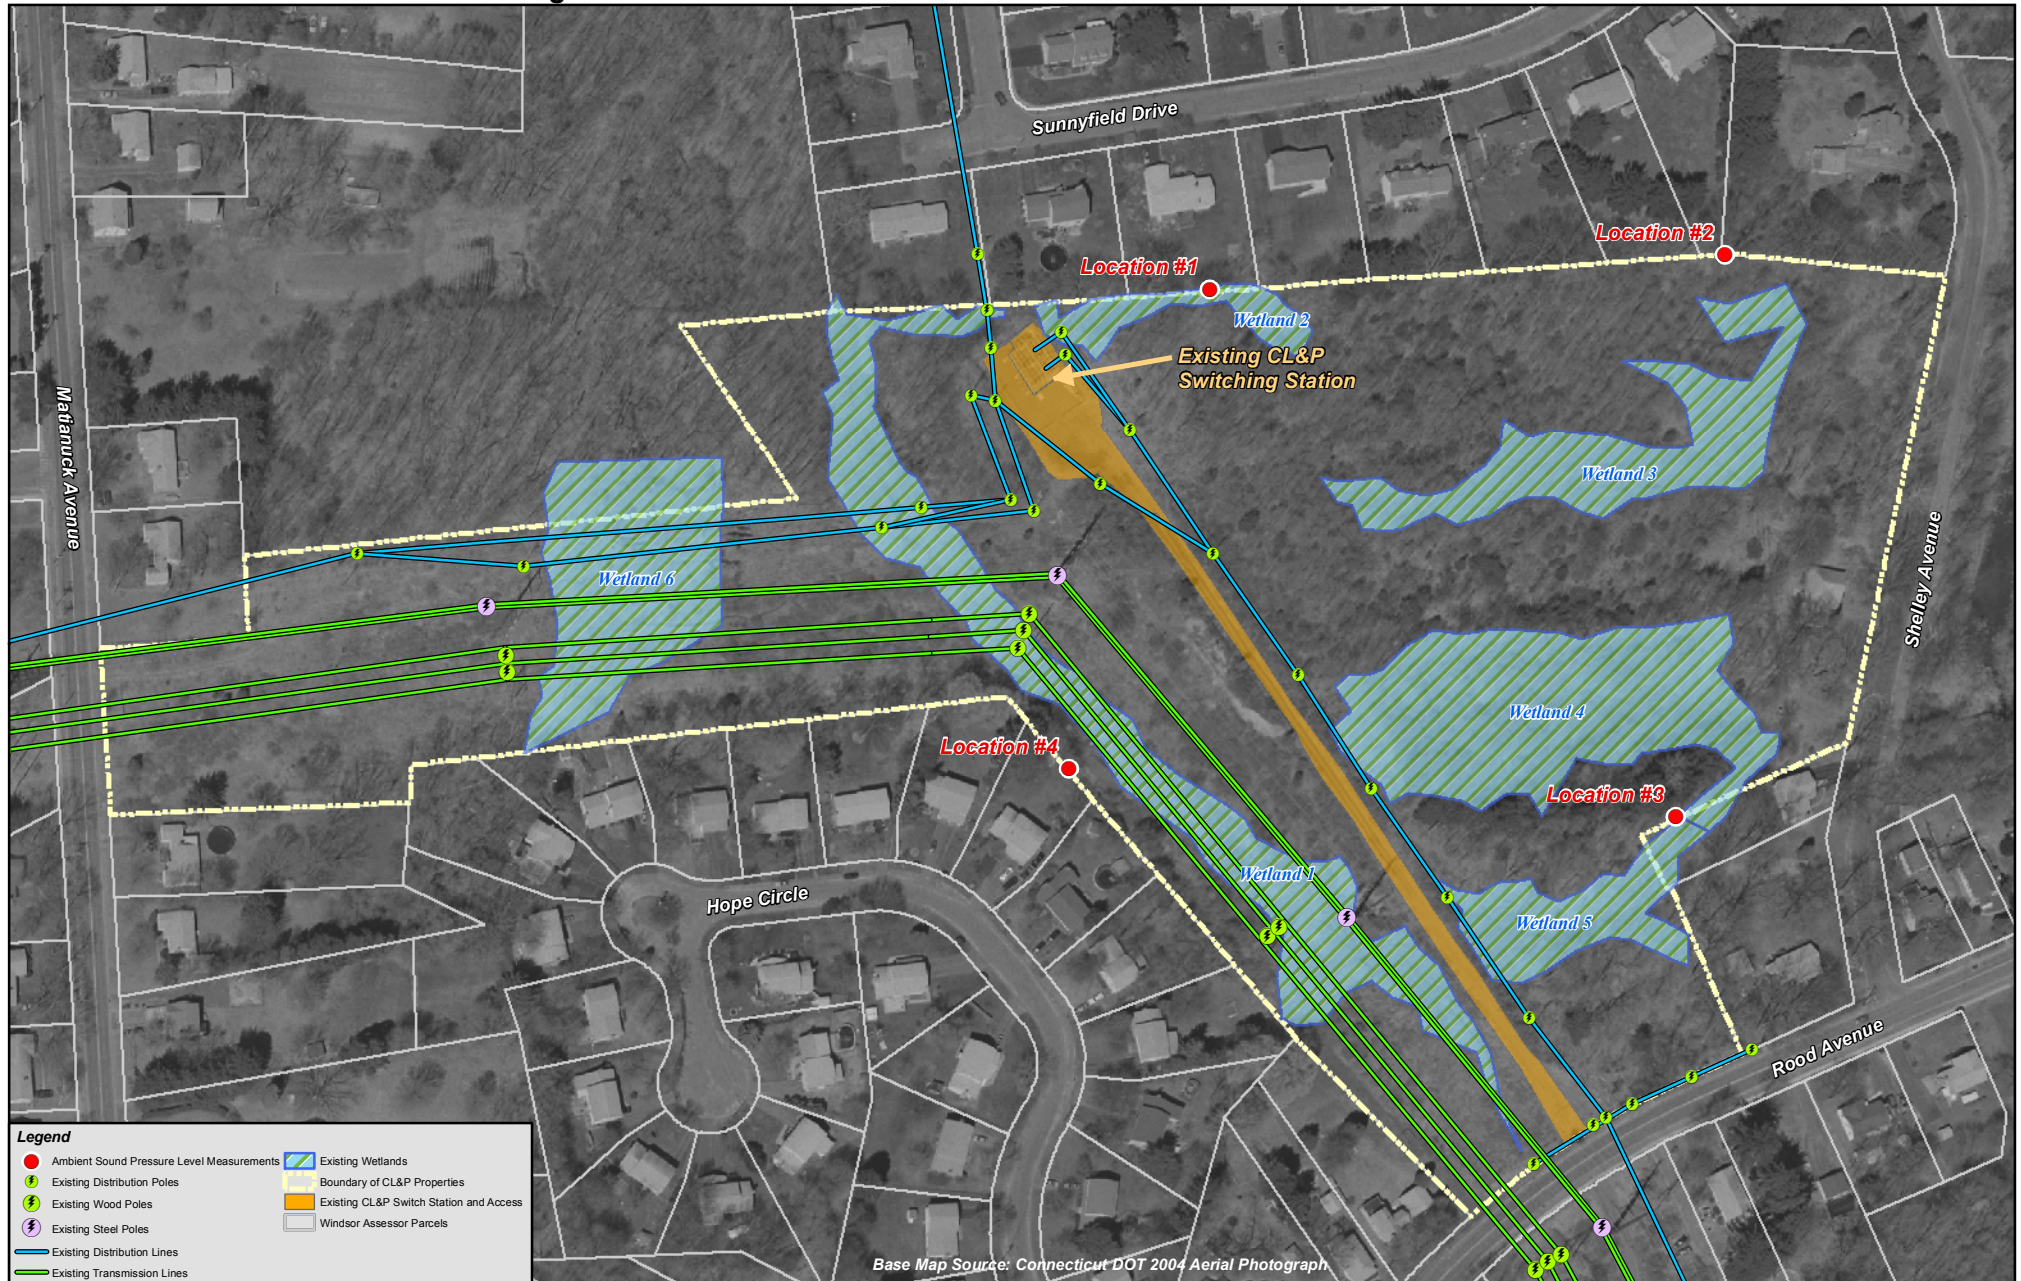 Sunnyfield Drive
Location #2
Location #1
Wetland 2
Existing CL&P
Switching Station
Matianuck Avenue
Wetland 3
Shelley Avenue
Wetland 6
Wetland 4
Location #4
Location #3
Wetland 1
Hope Circle
Wetland 5
Rood Avenue
Legend
Ambient Sound Pressure Level Measurements
Existing Distribution Poles
Existing Wood Poles
Existing Steel Poles
Existing Distribution Lines
Existing Transmission Lines
Existing Wetlands
Boundary of CL&P Properties
Existing CL&P Switch Station and Access
Windsor Assessor Parcels
Base Map Source: Connecticut DOT 2004 Aerial Photograph